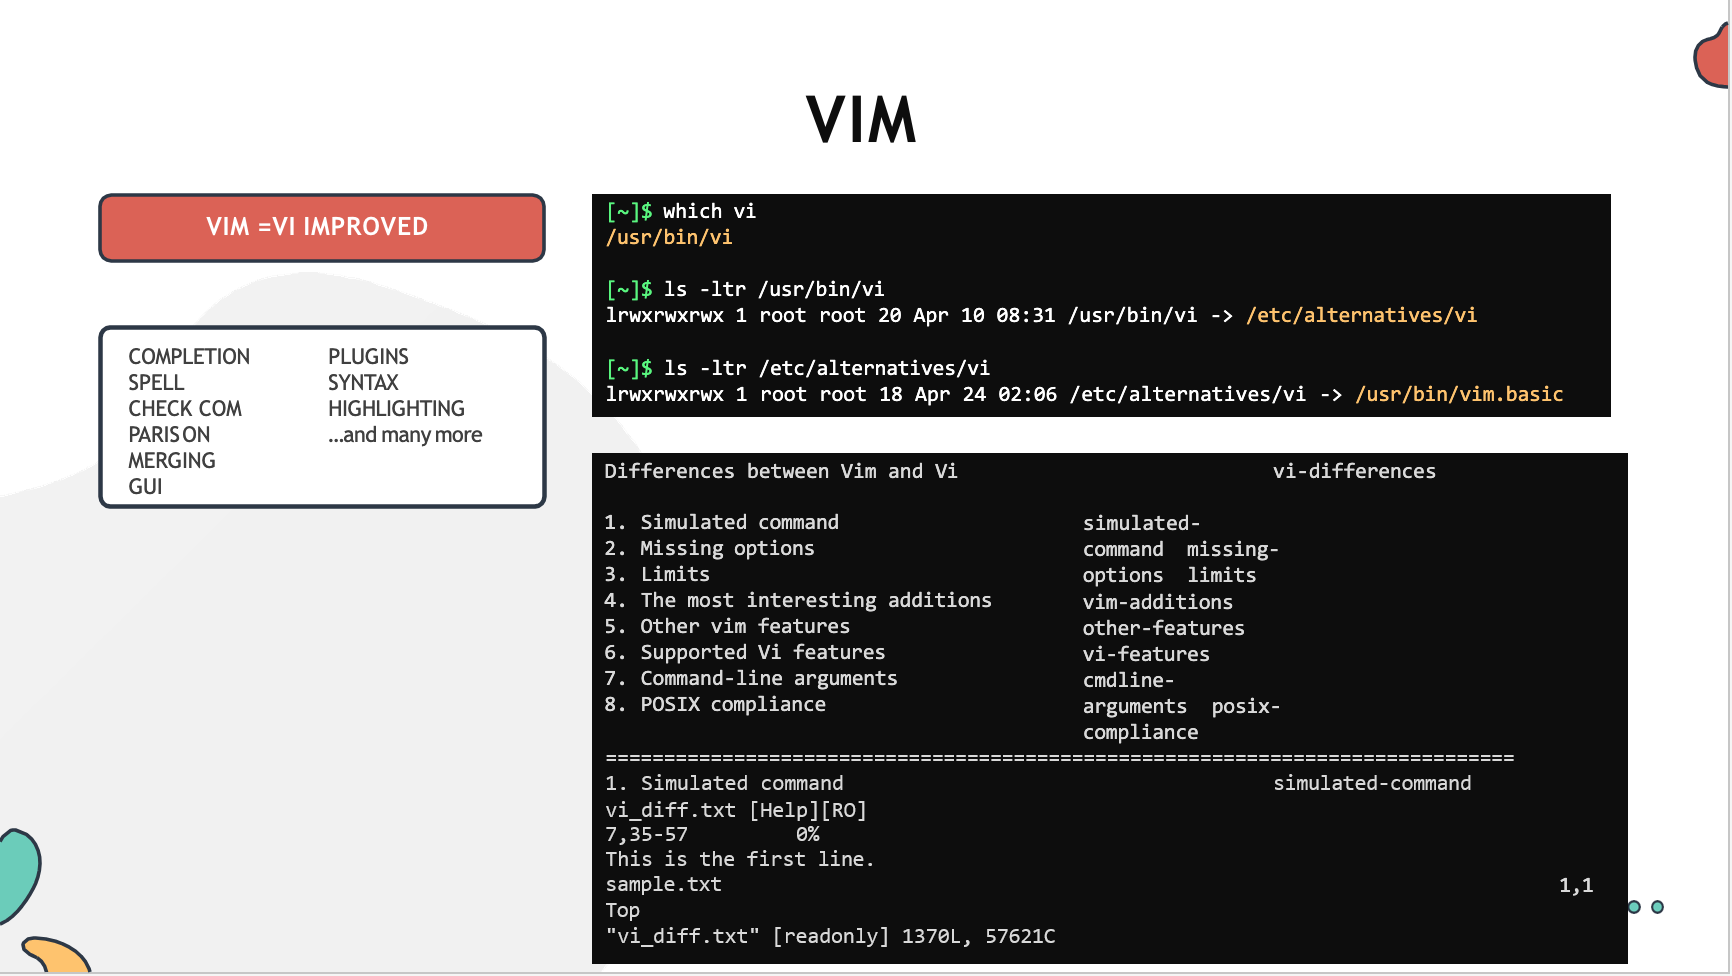 VIM
VIM =VI IMPROVED
COMPLETION
SPELL
CHECK COM
PARISON
MERGING
GUI
PLUGINS
SYNTAX
HIGHLIGHTING
…and many more
[~]$ which vi
/usr/bin/vi
[~]$ ls -ltr /usr/bin/vi
lrwxrwxrwx 1 root root 20 Apr 10 08:31 /usr/bin/vi -> /etc/alternatives/vi
[~]$ ls -ltr /etc/alternatives/vi
lrwxrwxrwx 1 root root 18 Apr 24 02:06 /etc/alternatives/vi -> /usr/bin/vim.basic
Differences between Vim and Vi vi-differences
1. Simulated command
2. Missing options
3. Limits
4. The most interesting additions
5. Other vim features
6. Supported Vi features
7. Command-line arguments
8. POSIX compliance
simulated-
command missing-
options limits
vim-additions
other-features
vi-features
cmdline-
arguments posix-
compliance
=============================================================================
1. Simulated command simulated-command
vi_diff.txt [Help][RO]
7,35-57 0%
This is the first line.
sample.txt 1,1
Top
"vi_diff.txt" [readonly] 1370L, 57621C